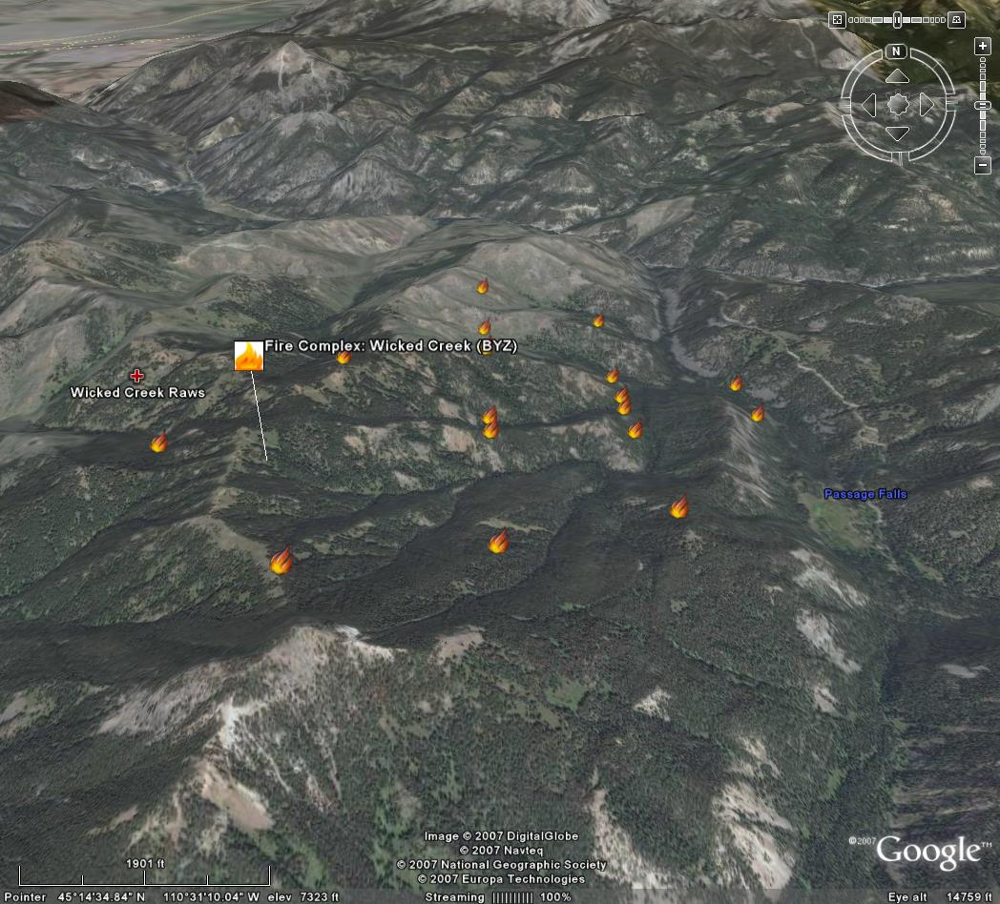 N
Fire Complex: Wicked Creek (BYZ)
Wicked Creek Raws
Passage Falls
Image © 2007 DigitalGlobe
© 2007 Navteq
© 2007 National Geographic Society
© 2007 Europa Technologies
©2007 Google™
1901 ft
Pointer 45°14'34.84" N 110°31'10.04" W elev 7323 ft Streaming |||||||||| 100% Eye alt 14759 ft